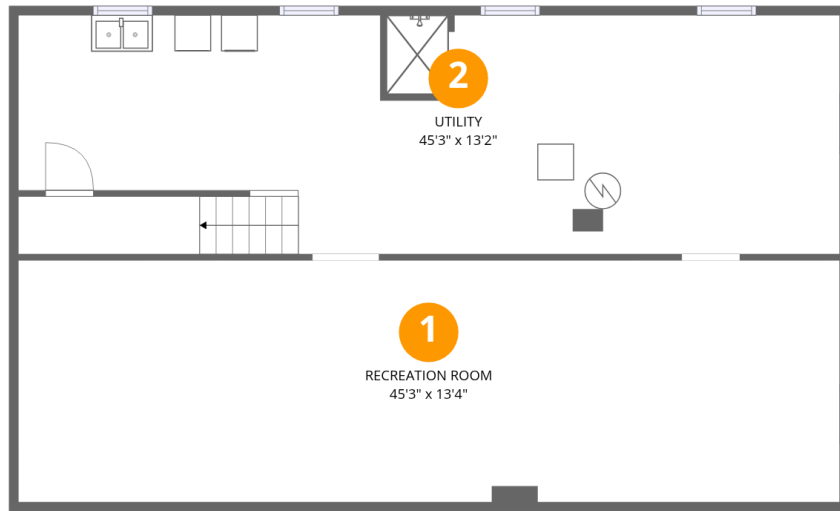 2
UTILITY
45'3" x 13'2"
1
RECREATION ROOM
45'3" x 13'4"